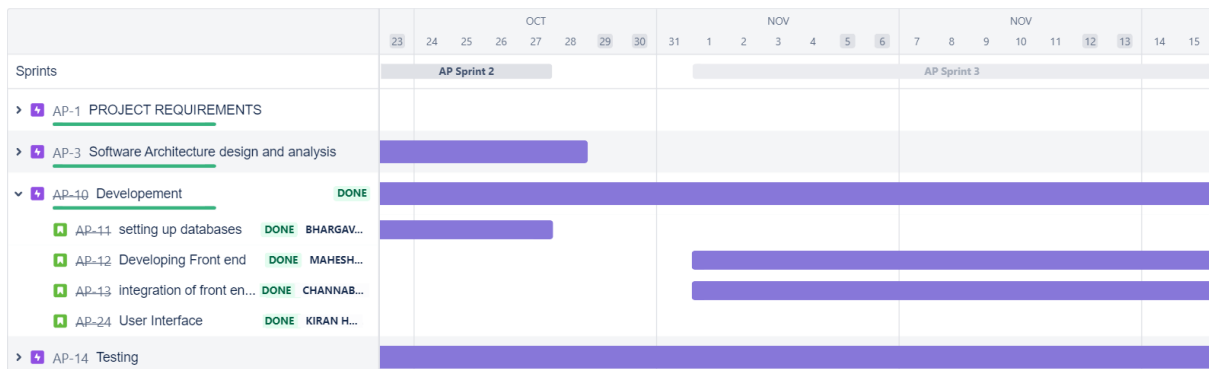 OCT NOV NOV
23 24 25 26 27 28 29 30 31 1 2 3 4 5 6 7 8 9 10 11 12 13 14 15
Sprints AP Sprint 2 AP Sprint 3
AP-1 PROJECT REQUIREMENTS
AP-3 Software Architecture design and analysis
AP-10 Developement DONE
AP-11 setting up databases DONE BHARGAV...
AP-12 Developing Front end DONE MAHESH...
AP-13 integration of front en... DONE CHANNAB...
AP-24 User Interface DONE KIRAN H...
AP-14 Testing